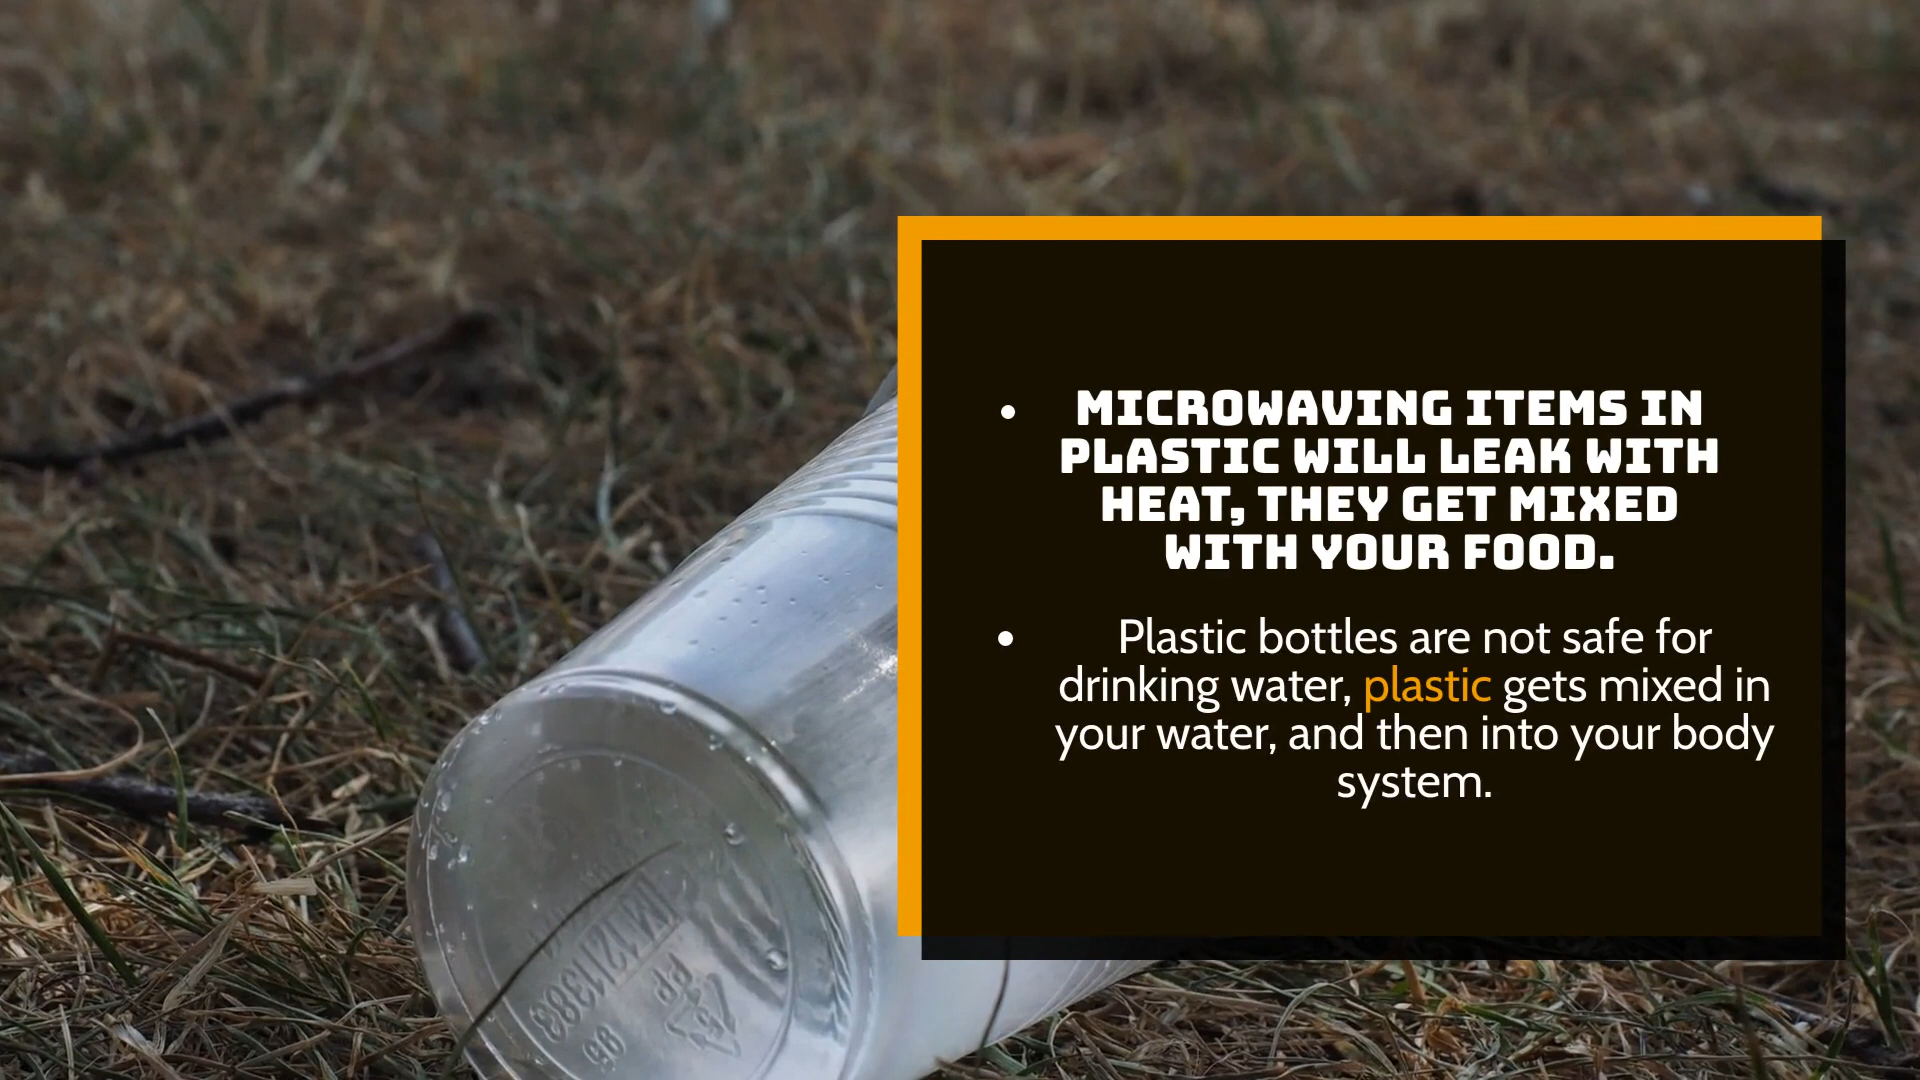 MICROWAVING ITEMS IN
PLASTIC WILL LEAK WITH
HEAT, THEY GET MIXED
WITH YOUR FOOD.
Plastic bottles are not safe for
drinking water, plastic gets mixed in
your water, and then into your body
system.
PP